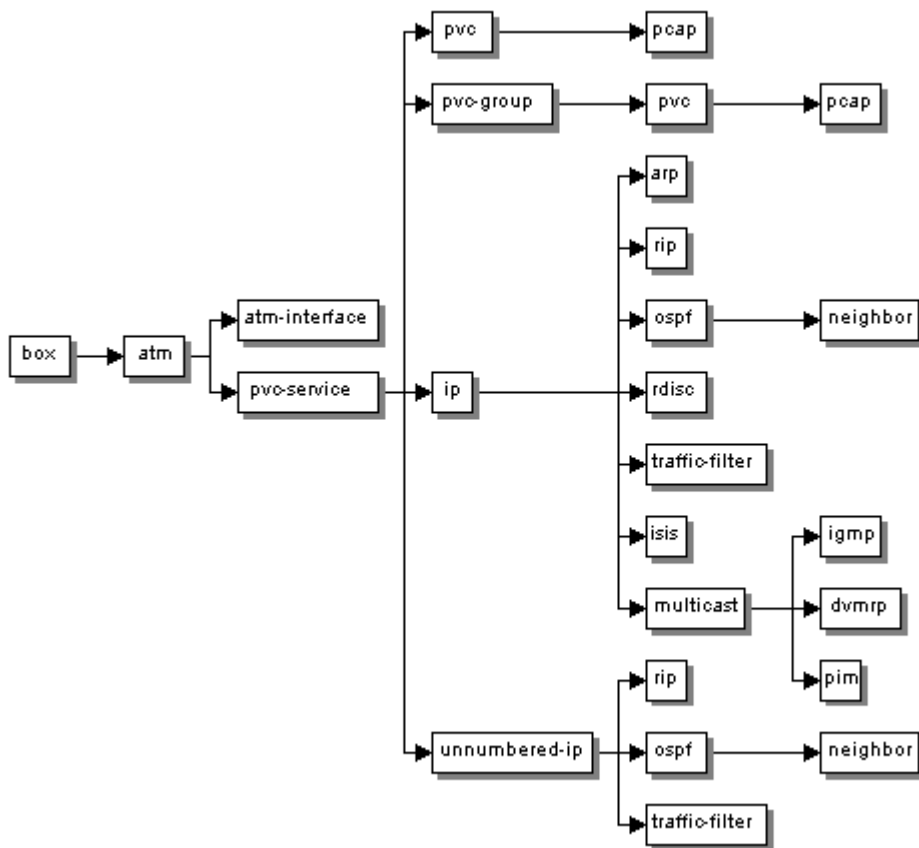 pvc
pcap
pvc-group
pvc
pcap
arp
rip
atm-interface
ospf
neighbor
box
atm
pvc-service
ip
rdisc
traffic-filter
isis
igmp
multicast
dvmrp
rip
pim
unnumbered-ip
ospf
neighbor
traffic-filter